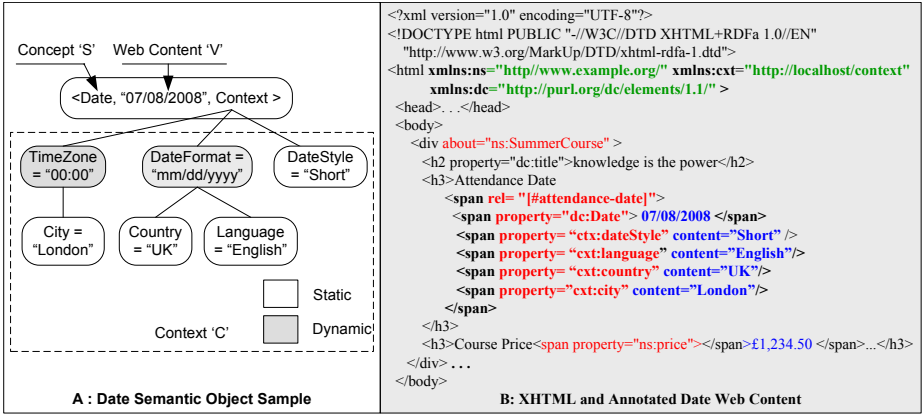 Concept 'S' Web Content 'V'
<Date, "07/08/2008", Context >
TimeZone
= "00:00"
DateFormat =
"mm/dd/yyyy"
DateStyle
= "Short"
City =
"London"
Country
= "UK"
Language
= "English"
Static
Dynamic
Context 'C'
A : Date Semantic Object Sample
<?xml version="1.0" encoding="UTF-8"?>
<!DOCTYPE html PUBLIC "-//W3C//DTD XHTML+RDFa 1.0//EN"
"http://www.w3.org/MarkUp/DTD/xhtml-rdfa-1.dtd">
<html xmlns:ns="http//www.example.org/" xmlns:cxt="http://localhost/context"
xmlns:dc="http://purl.org/dc/elements/1.1/" >
<head>. . .</head>
<body>
<div about="ns:SummerCourse" >
<h2 property="dc:title">knowledge is the power</h2>
<h3>Attendance Date
<span rel= "[#attendance-date]">
<span property="dc:Date"> 07/08/2008 </span>
<span property= "ctx:dateStyle" content="Short" />
<span property= "cxt:language" content="English"/>
<span property= "cxt:country" content="UK"/>
<span property="cxt:city" content="London"/>
</span>
</h3>
<h3>Course Price<span property="ns:price"></span>£1,234.50 </span>...</h3>
</div> . . .
</body>
B: XHTML and Annotated Date Web Content